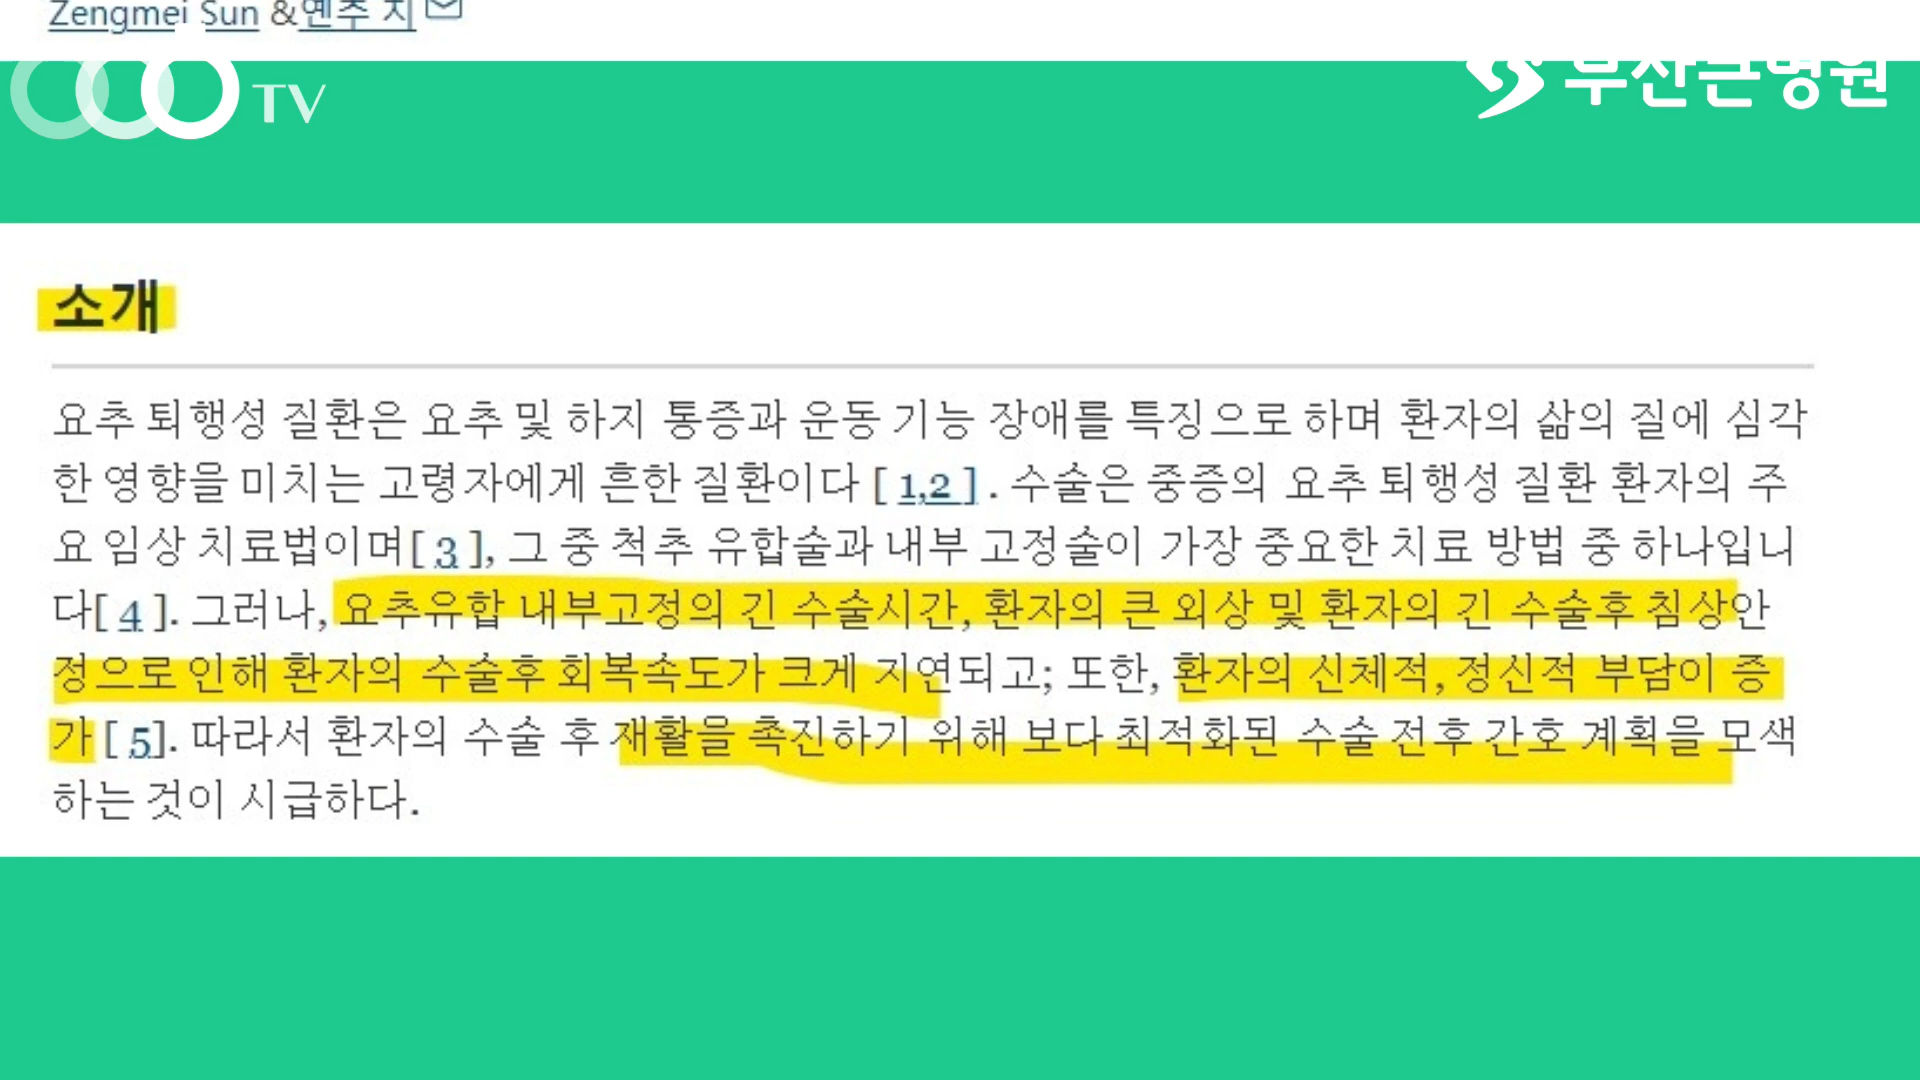 Zengmei Sun &옌추 지
TV
부산큰병원
소개
요추 퇴행성 질환은 요추 및 하지 통증과 운동 기능 장애를 특징으로 하며 환자의 삶의 질에 심각
한 영향을 미치는 고령자에게 흔한 질환이다 [ 1,2 ] . 수술은 중증의 요추 퇴행성 질환 환자의 주
요 임상 치료법이며[ 3 ], 그 중 척추 유합술과 내부 고정술이 가장 중요한 치료 방법 중 하나입니
다[ 4 ]. 그러나, 요추유합 내부고정의 긴 수술시간, 환자의 큰 외상 및 환자의 긴 수술후 침상안
정으로 인해 환자의 수술후 회복속도가 크게 지연되고; 또한, 환자의 신체적, 정신적 부담이 증
가 [ 5]. 따라서 환자의 수술 후 재활을 촉진하기 위해 보다 최적화된 수술 전후 간호 계획을 모색
하는 것이 시급하다.